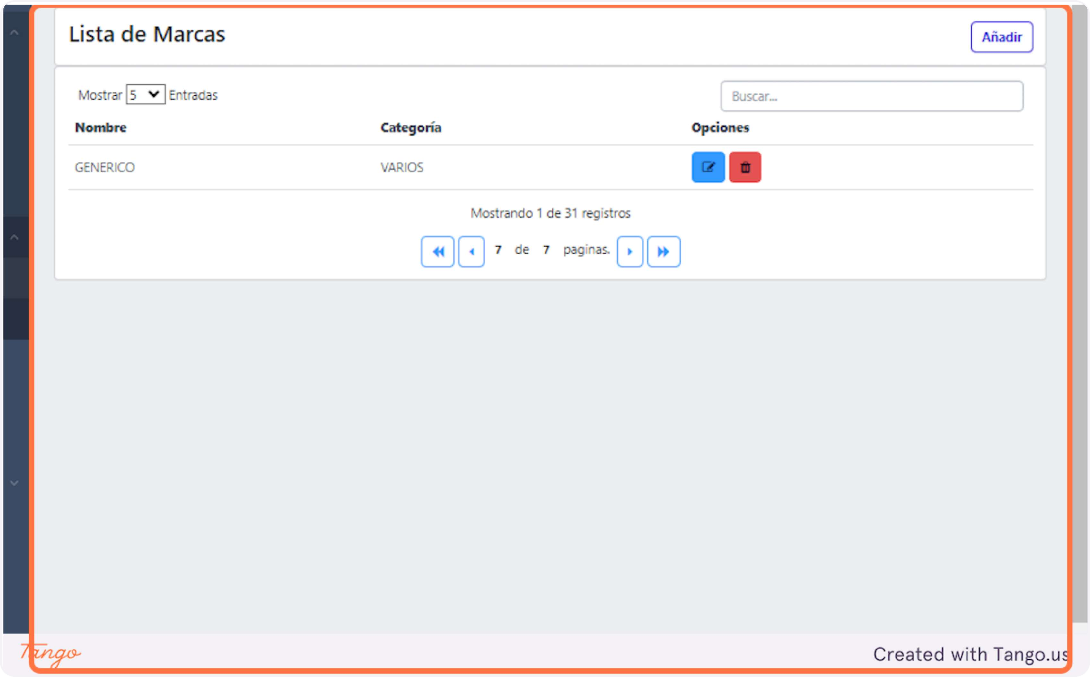 Lista de Marcas
Añadir
Mostrar 5 Entradas
Buscar...
Nombre Categoría Opciones
GENERICO VARIOS
Mostrando 1 de 31 registros
7 de 7 paginas.
Tango
Created with Tango.us